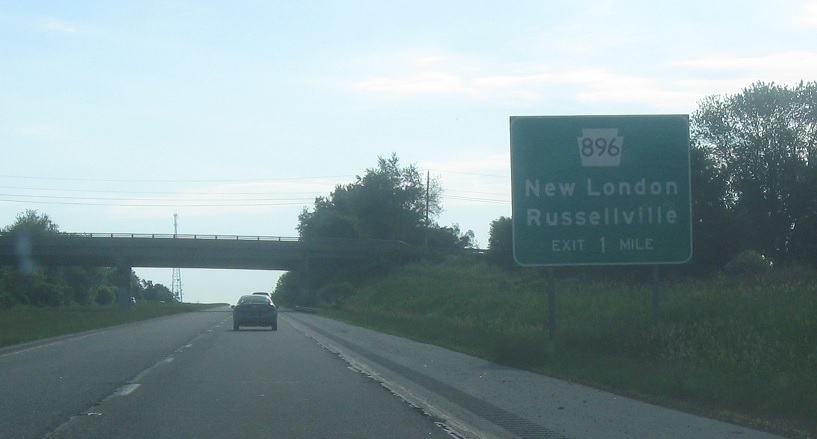 896
New London
Russellville
EXIT 1 MILE